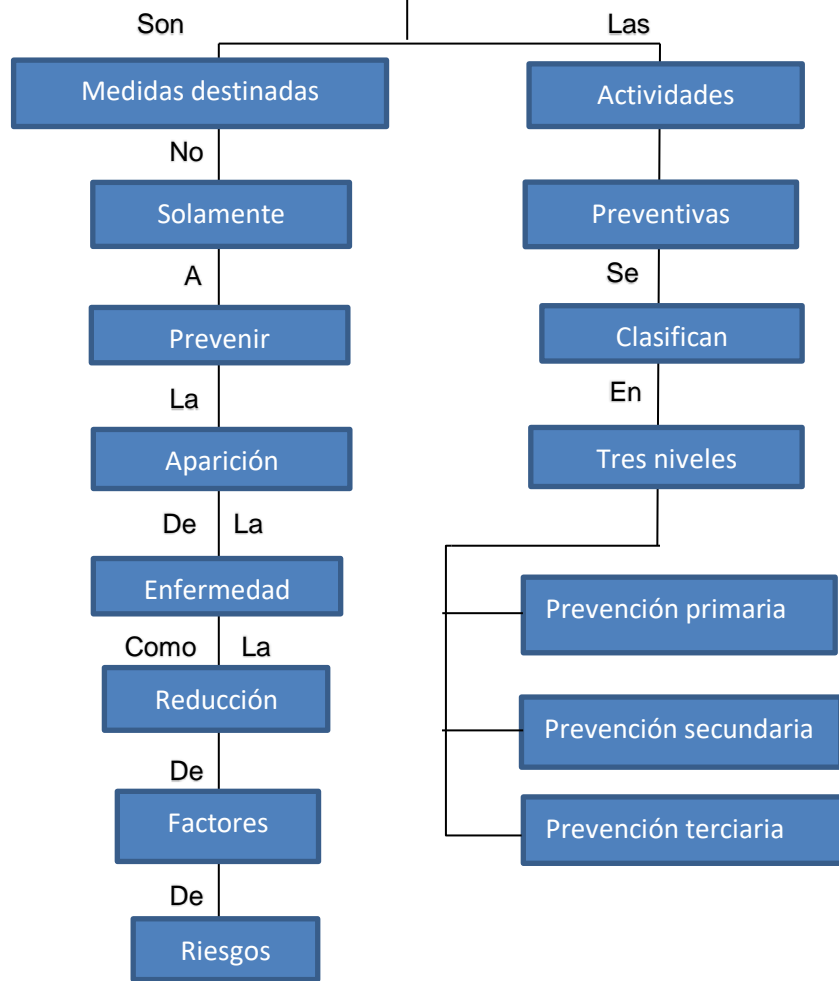 Son
Medidas destinadas
No
Solamente
A
Prevenir
La
Aparición
De La
Enfermedad
Como La
Reducción
De
Factores
De
Riesgos
Las
Actividades
Preventivas
Se
Clasifican
En
Tres niveles
Prevención primaria
Prevención secundaria
Prevención terciaria